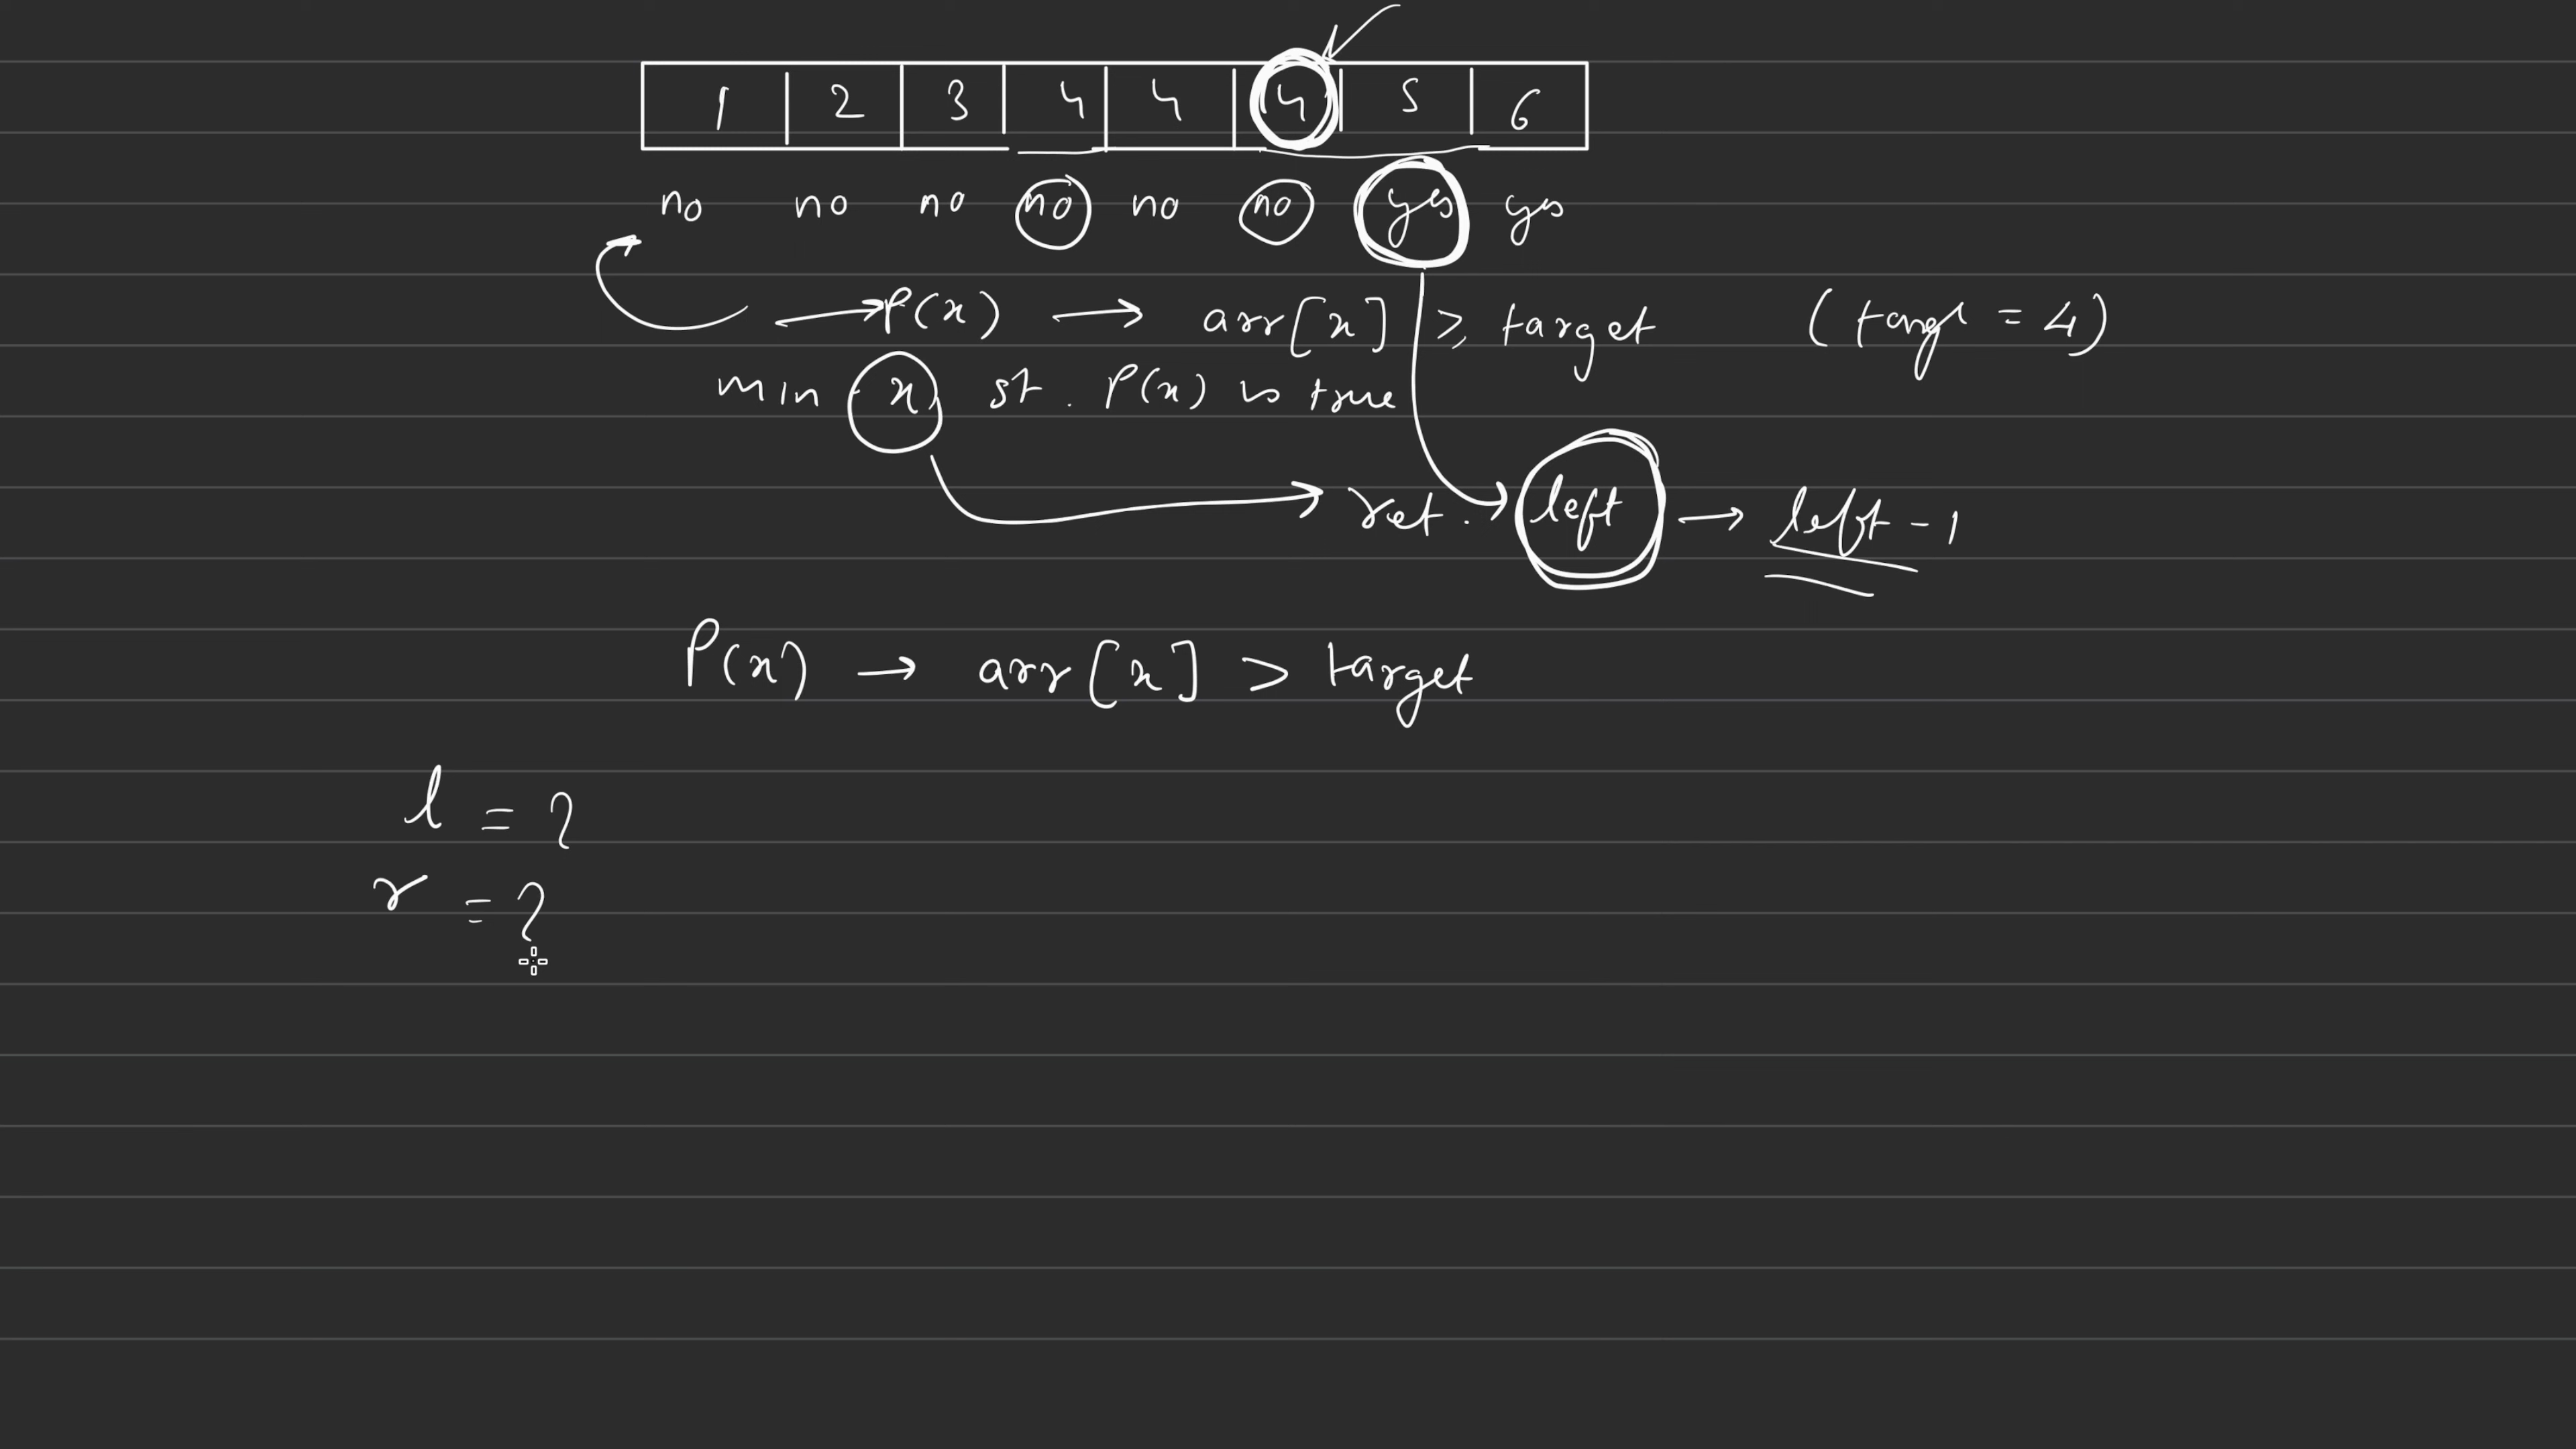 1 2 3 4 4 4 5 6
no no no no no no yes yes
P(x) → arr[x] ≥ target (target = 4)
min x st. P(x) is true
ret. left → left - 1
P(x) → arr[x] > target
l = ?
r = ?